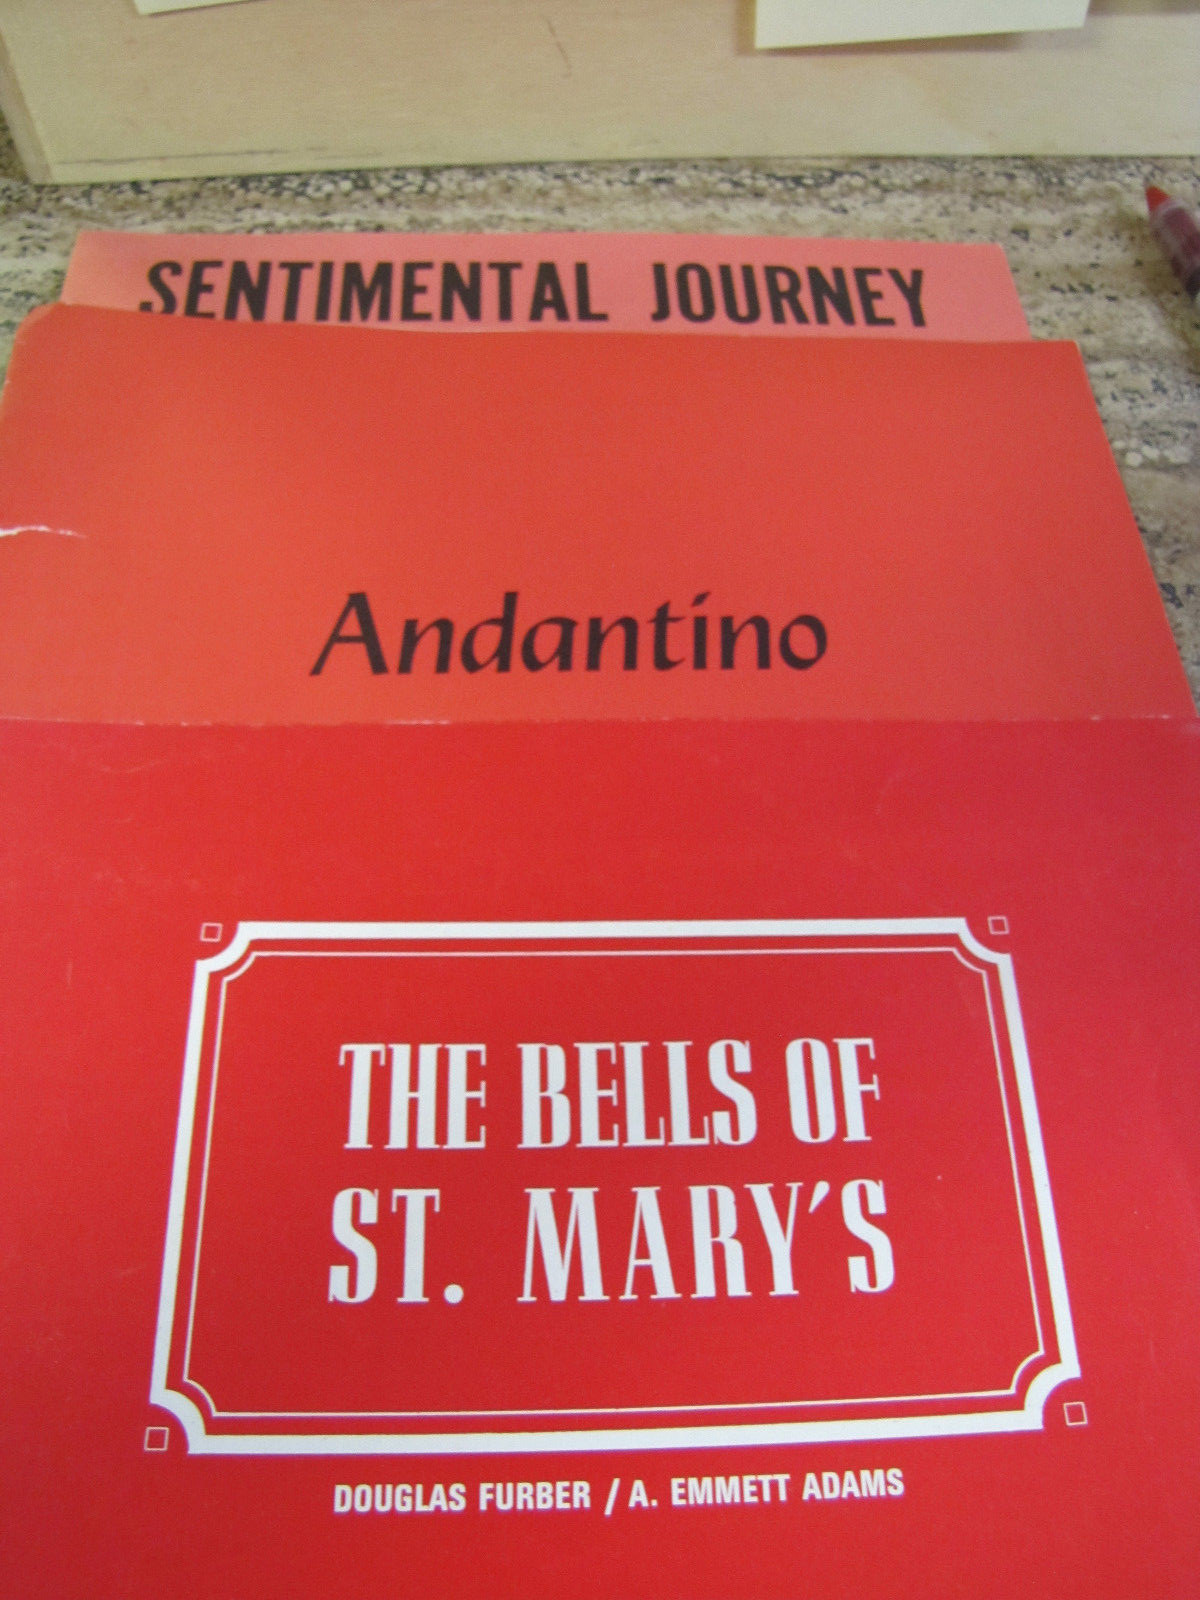 SENTIMENTAL JOURNEY
Andantino
THE BELLS OF
ST. MARY'S
DOUGLAS FURBER / A. EMMETT ADAMS